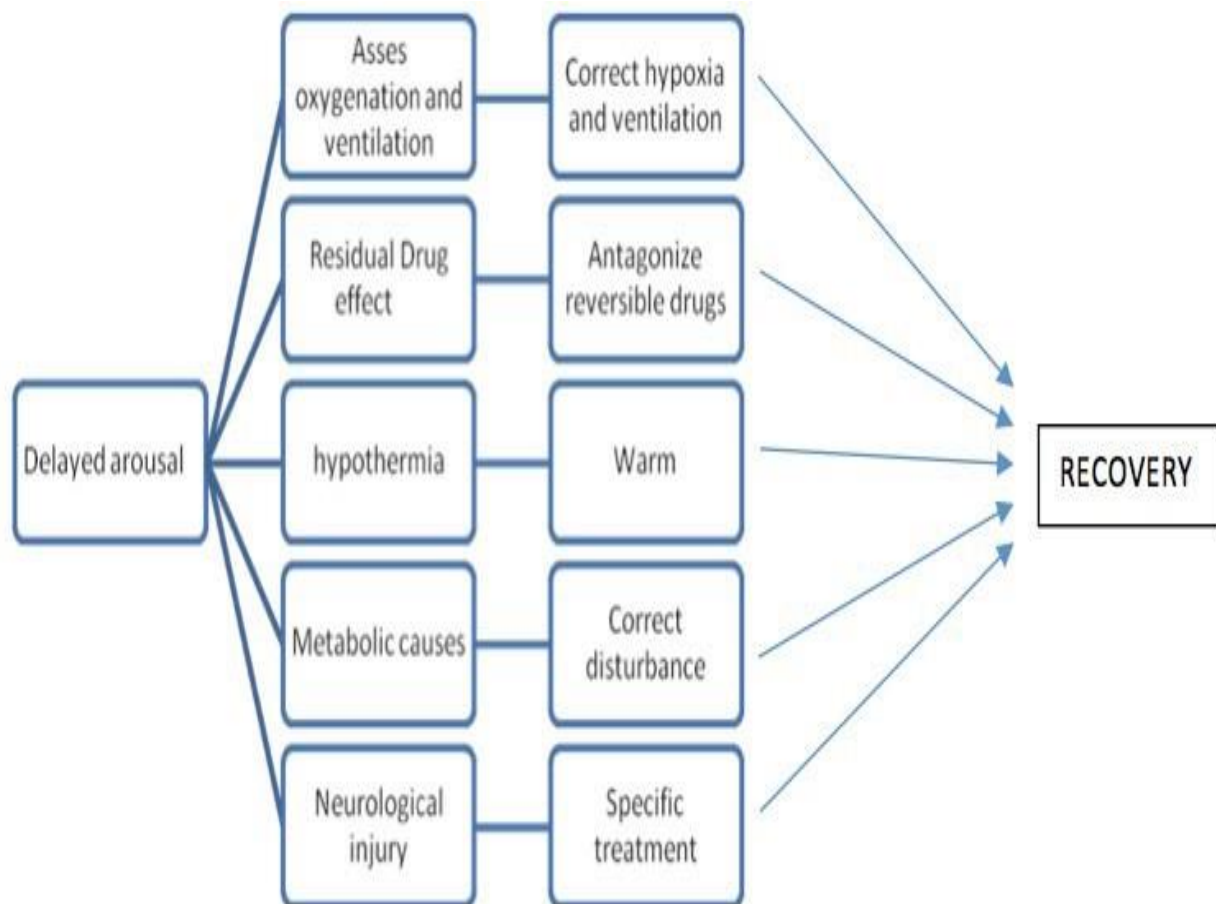 Asses
oxygenation and
ventilation
Correct hypoxia
and ventilation
Residual Drug
effect
Antagonize
reversible drugs
Delayed arousal
hypothermia
Warm
RECOVERY
Metabolic causes
Correct
disturbance
Neurological
injury
Specific
treatment